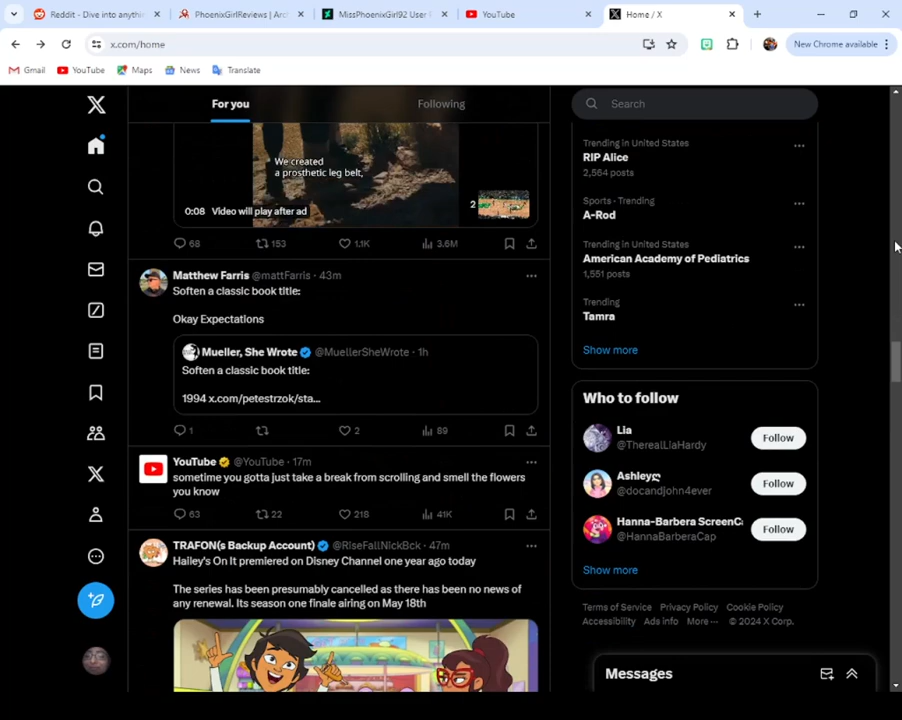 Reddit - Dive into anythin
PhoenixGirlReviews | Arch
MissPhoenixGirl92 User
YouTube
Home / X
x.com/home
New Chrome available
Gmail
YouTube
Maps
News
Translate
For you
Following
Search
We created
a prosthetic leg belt,
0:08 Video will play after ad
2
68
153
1.1K
3.6M
Matthew Farris @mattFarris · 43m
Soften a classic book title:
Okay Expectations
Mueller, She Wrote @MuellerSheWrote · 1h
Soften a classic book title:
1994 x.com/petestrzok/sta...
1
2
89
YouTube @YouTube · 17m
sometime you gotta just take a break from scrolling and smell the flowers
you know
63
22
218
41K
TRAFON(s Backup Account) @RiseFallNickBck · 47m
Hailey's On It premiered on Disney Channel one year ago today
The series has been presumably cancelled as there has been no news of
any renewal. Its season one finale airing on May 18th
Trending in United States
RIP Alice
2,564 posts
Sports · Trending
A-Rod
Trending in United States
American Academy of Pediatrics
1,551 posts
Trending
Tamra
Show more
Who to follow
Lia
@TherealLiaHardy
Follow
Ashley
@docandjohn4ever
Follow
Hanna-Barbera ScreenCa
@HannaBarberaCap
Follow
Show more
Terms of Service Privacy Policy Cookie Policy
Accessibility Ads info More ··· © 2024 X Corp.
Messages